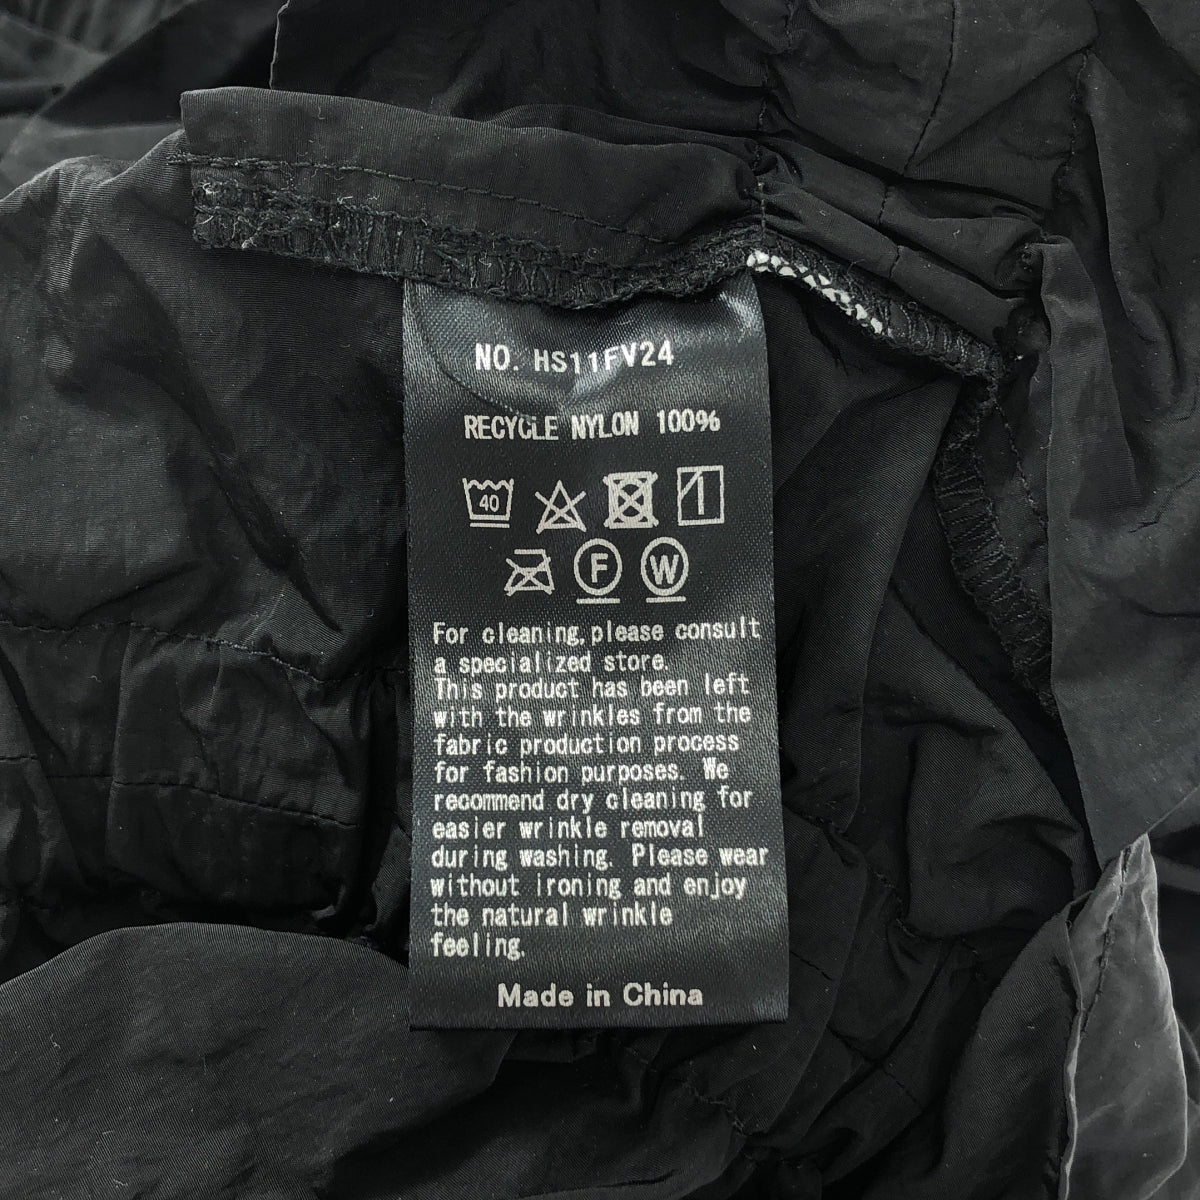 NO. HS11FV24
RECYCLE NYLON 100%
40
F W
For cleaning, please consult
a specialized store.
This product has been left
with the wrinkles from the
fabric production process
for fashion purposes. We
recommend dry cleaning for
easier wrinkle removal
during washing. Please wear
without ironing and enjoy
the natural wrinkle
feeling.
Made in China